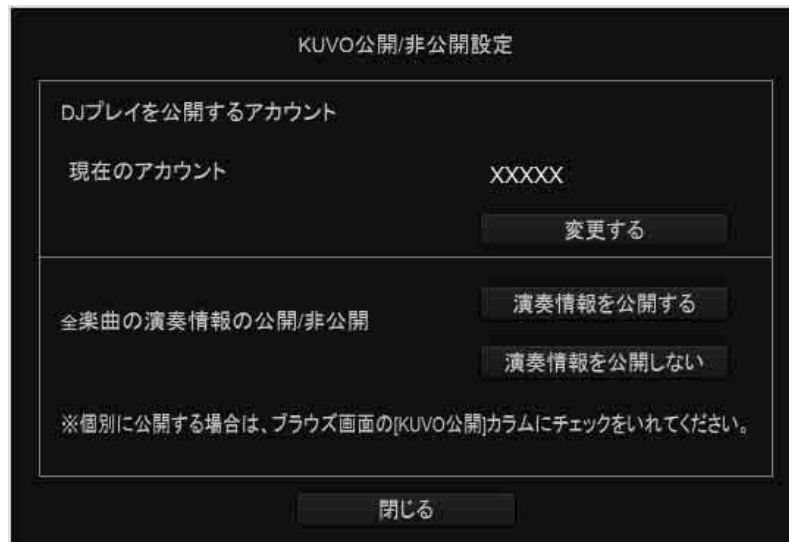 KUVO公開/非公開設定
DJプレイを公開するアカウント
現在のアカウント
XXXXX
変更する
全楽曲の演奏情報の公開/非公開
演奏情報を公開する
演奏情報を公開しない
※個別に公開する場合は、ブラウズ画面の[KUVO公開]カラムにチェックをいれてください。
閉じる